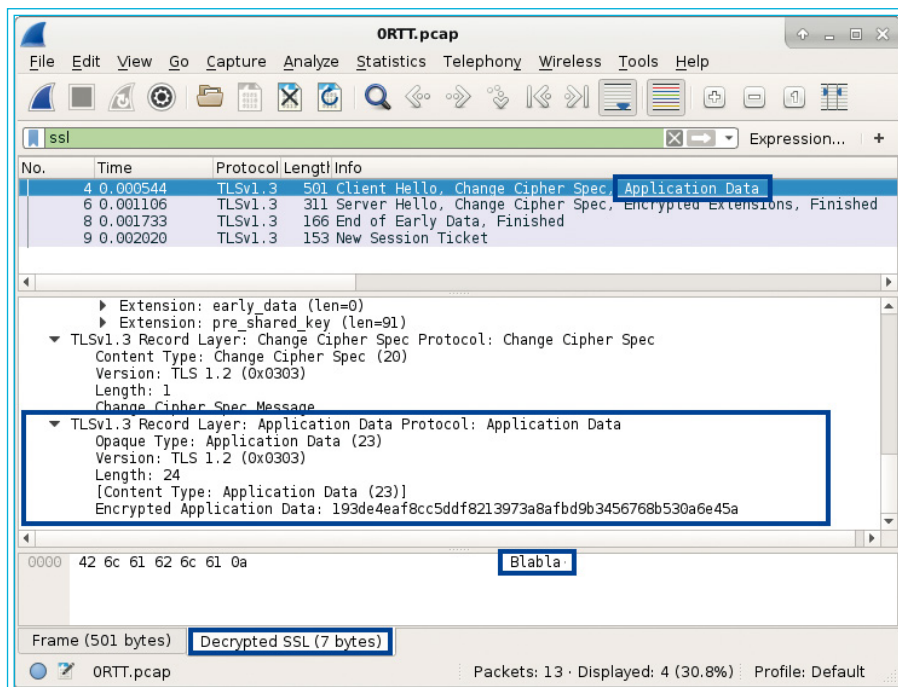 0RTT.pcap
File Edit View Go Capture Analyze Statistics Telephony Wireless Tools Help
ssl Expression... +
No. Time Protocol Length Info
4 0.000544 TLSv1.3 501 Client Hello, Change Cipher Spec, Application Data
6 0.001106 TLSv1.3 311 Server Hello, Change Cipher Spec, Encrypted Extensions, Finished
8 0.001733 TLSv1.3 166 End of Early Data, Finished
9 0.002020 TLSv1.3 153 New Session Ticket
Extension: early_data (len=0)
Extension: pre_shared_key (len=91)
TLSv1.3 Record Layer: Change Cipher Spec Protocol: Change Cipher Spec
Content Type: Change Cipher Spec (20)
Version: TLS 1.2 (0x0303)
Length: 1
Change Cipher Spec Message
TLSv1.3 Record Layer: Application Data Protocol: Application Data
Opaque Type: Application Data (23)
Version: TLS 1.2 (0x0303)
Length: 24
[Content Type: Application Data (23)]
Encrypted Application Data: 193de4eaf8cc5ddf8213973a8afbd9b3456768b530a6e45a
0000 42 6c 61 62 6c 61 0a Blabla·
Frame (501 bytes) Decrypted SSL (7 bytes)
0RTT.pcap Packets: 13 · Displayed: 4 (30.8%) Profile: Default